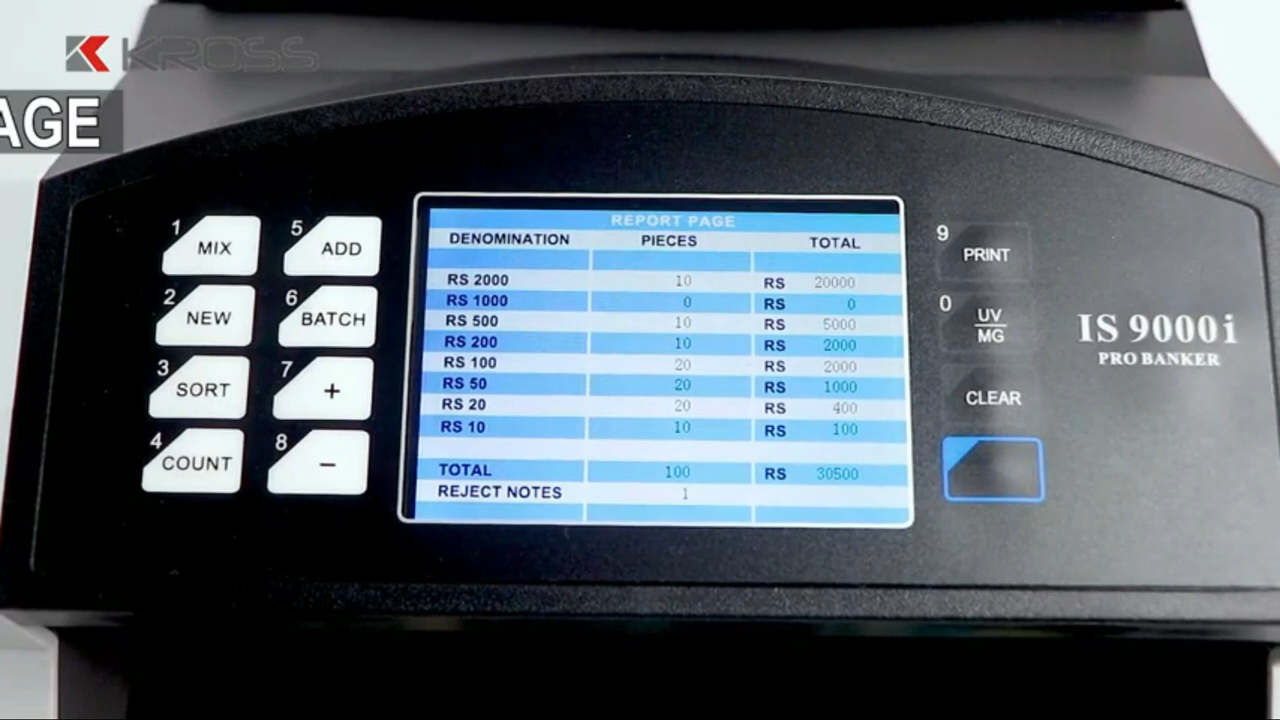 KROSS
AGE
1 MIX
5 ADD
2 NEW
6 BATCH
3 SORT
7 +
4 COUNT
8 −
REPORT PAGE
DENOMINATION PIECES TOTAL
RS 2000 10 RS 20000
RS 1000 0 RS 0
RS 500 10 RS 5000
RS 200 10 RS 2000
RS 100 20 RS 2000
RS 50 20 RS 1000
RS 20 20 RS 400
RS 10 10 RS 100
TOTAL 100 RS 30500
REJECT NOTES 1
9 PRINT
0 UV
MG
CLEAR
IS 9000i
PRO BANKER